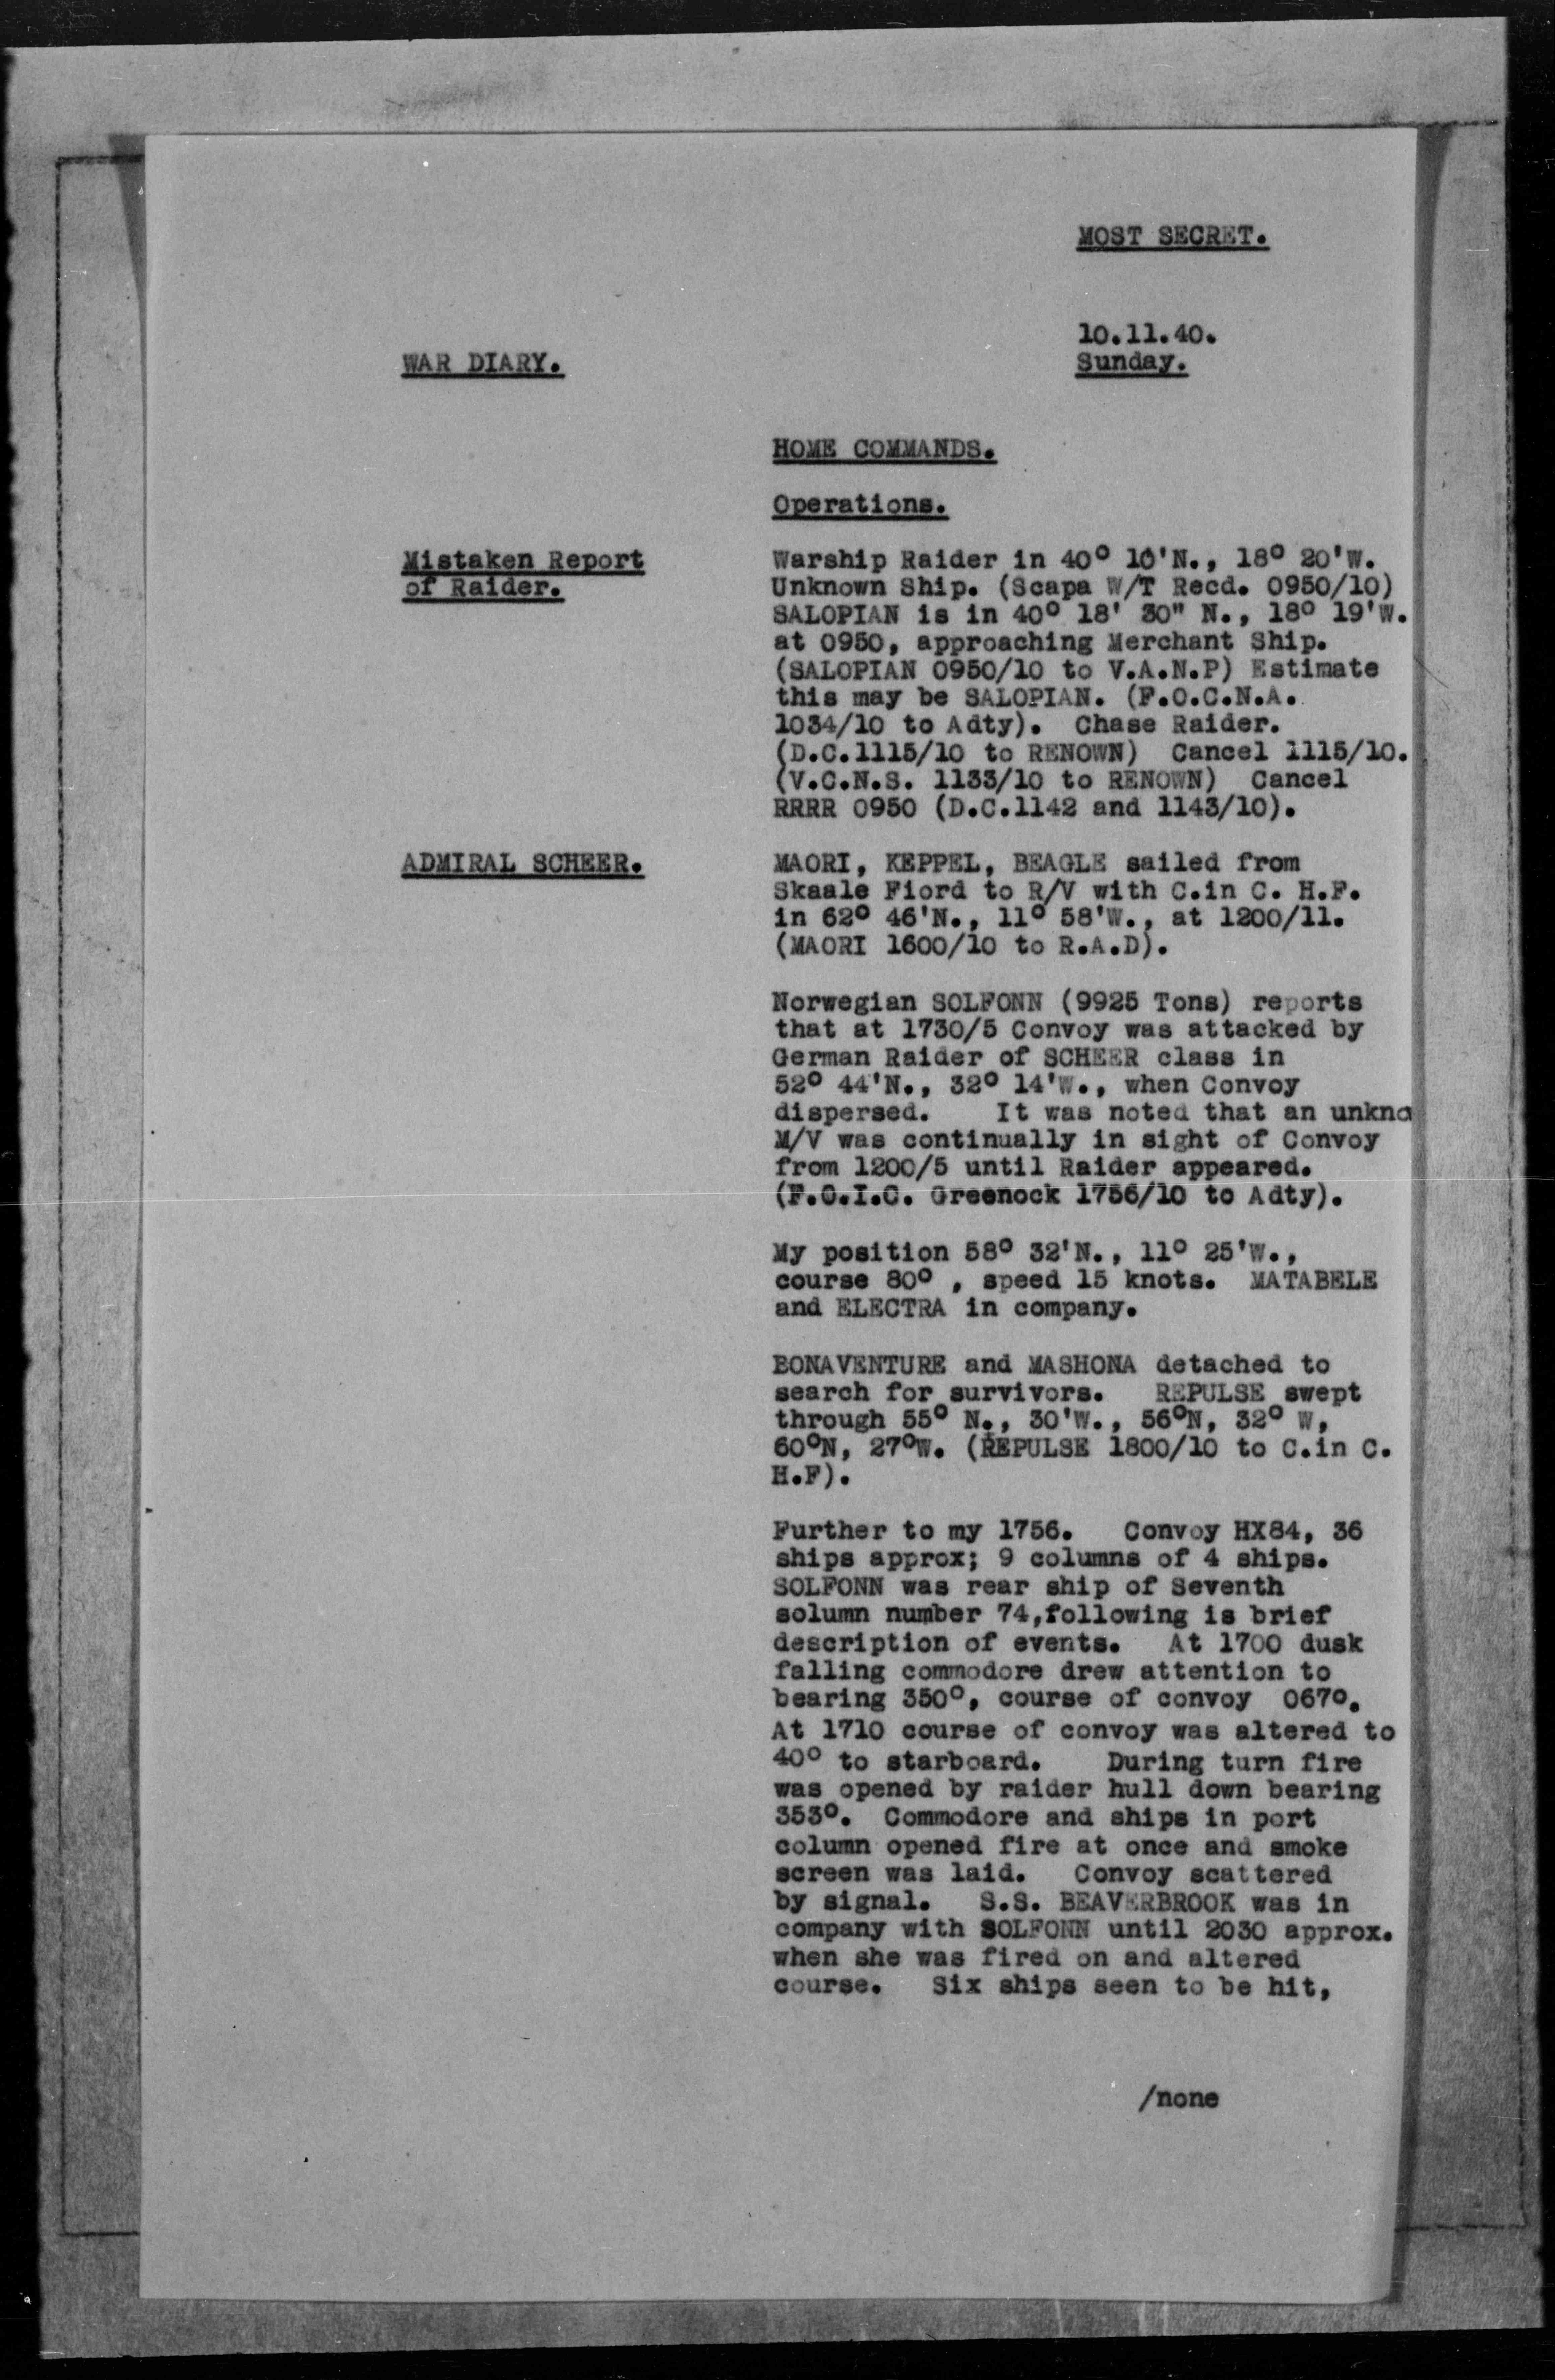 MOST SECRET.
10.11.40.
WAR DIARY.
Sunday.
HOME COMMANDS.
Operations.
Mistaken Report
of Raider.
Warship Raider in 40° 10'N., 18° 20'W.
Unknown Ship. (Scapa W/T Recd. 0950/10)
SALOPIAN is in 40° 18' 30" N., 18° 19'W.
at 0950, approaching Merchant Ship.
(SALOPIAN 0950/10 to V.A.N.P) Estimate
this may be SALOPIAN. (F.O.C.N.A.
1034/10 to Adty). Chase Raider.
(D.C.1115/10 to RENOWN) Cancel 1115/10.
(V.C.N.S. 1133/10 to RENOWN) Cancel
RRRR 0950 (D.C.1142 and 1143/10).
ADMIRAL SCHEER.
MAORI, KEPPEL, BEAGLE sailed from
Skaale Fiord to R/V with C.in C. H.F.
in 62° 46'N., 11° 58'W., at 1200/11.
(MAORI 1600/10 to R.A.D).
Norwegian SOLFONN (9925 Tons) reports
that at 1730/5 Convoy was attacked by
German Raider of SCHEER class in
52° 44'N., 32° 14'W., when Convoy
dispersed. It was noted that an unkno
M/V was continually in sight of Convoy
from 1200/5 until Raider appeared.
(F.O.I.C. Greenock 1756/10 to Adty).
My position 58° 32'N., 11° 25'W.,
course 80° , speed 15 knots. MATABELE
and ELECTRA in company.
BONAVENTURE and MASHONA detached to
search for survivors. REPULSE swept
through 55° N., 30'W., 56°N, 32° W,
60°N, 27°W. (REPULSE 1800/10 to C.in C.
H.F).
Further to my 1756. Convoy HX84, 36
ships approx; 9 columns of 4 ships.
SOLFONN was rear ship of Seventh
solumn number 74,following is brief
description of events. At 1700 dusk
falling commodore drew attention to
bearing 350°, course of convoy 067°.
At 1710 course of convoy was altered to
40° to starboard. During turn fire
was opened by raider hull down bearing
353°. Commodore and ships in port
column opened fire at once and smoke
screen was laid. Convoy scattered
by signal. S.S. BEAVERBROOK was in
company with SOLFONN until 2030 approx.
when she was fired on and altered
course. Six ships seen to be hit,
/none